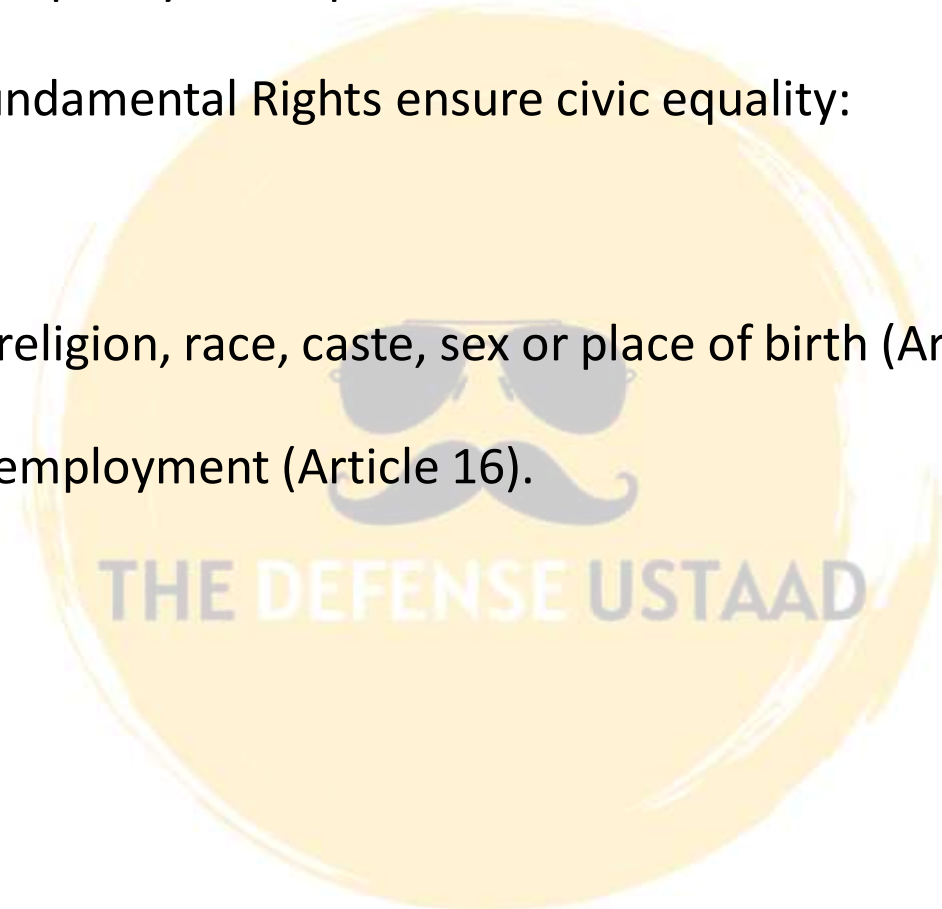 undamental Rights ensure civic equality:
religion, race, caste, sex or place of birth (Ar
employment (Article 16).
THE DEFENSE USTAAD